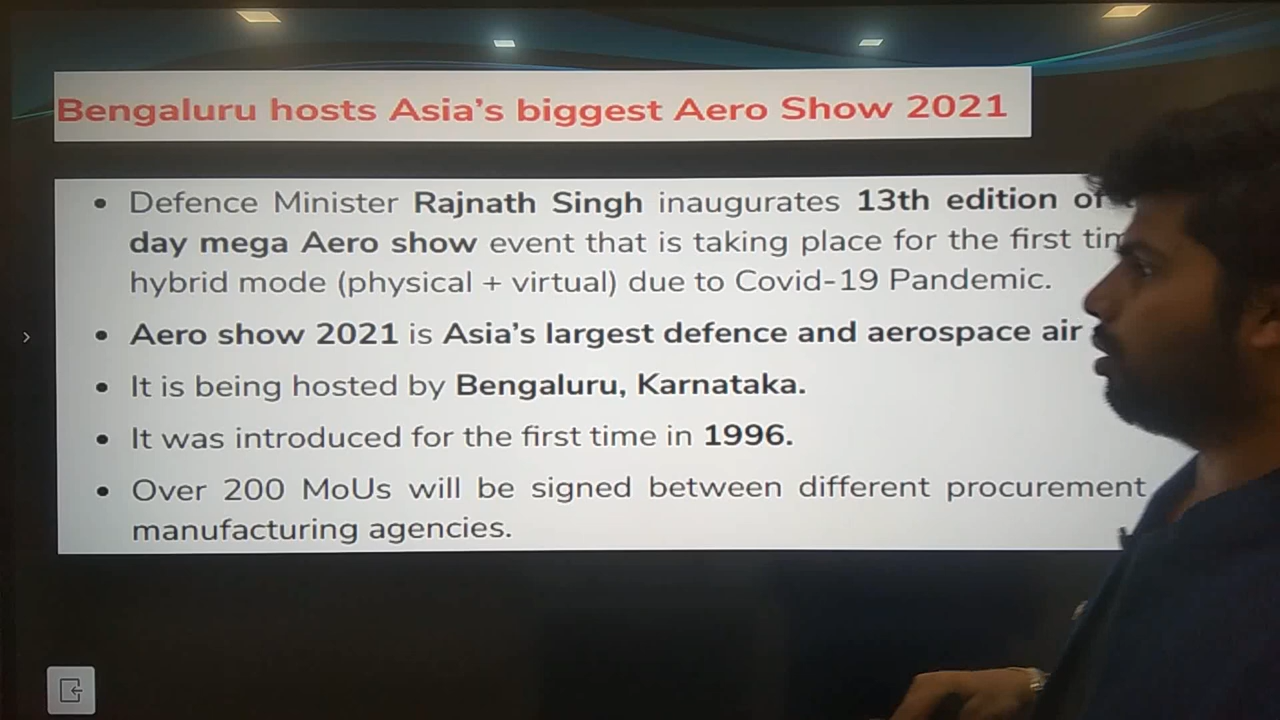 Bengaluru hosts Asia's biggest Aero Show 2021
• Defence Minister Rajnath Singh inaugurates 13th edition of
day mega Aero show event that is taking place for the first
hybrid mode (physical + virtual) due to Covid-19 Pandemic.
• Aero show 2021 is Asia's largest defence and aerospace air
• It is being hosted by Bengaluru, Karnataka.
• It was introduced for the first time in 1996.
• Over 200 MoUs will be signed between different procurement
manufacturing agencies.